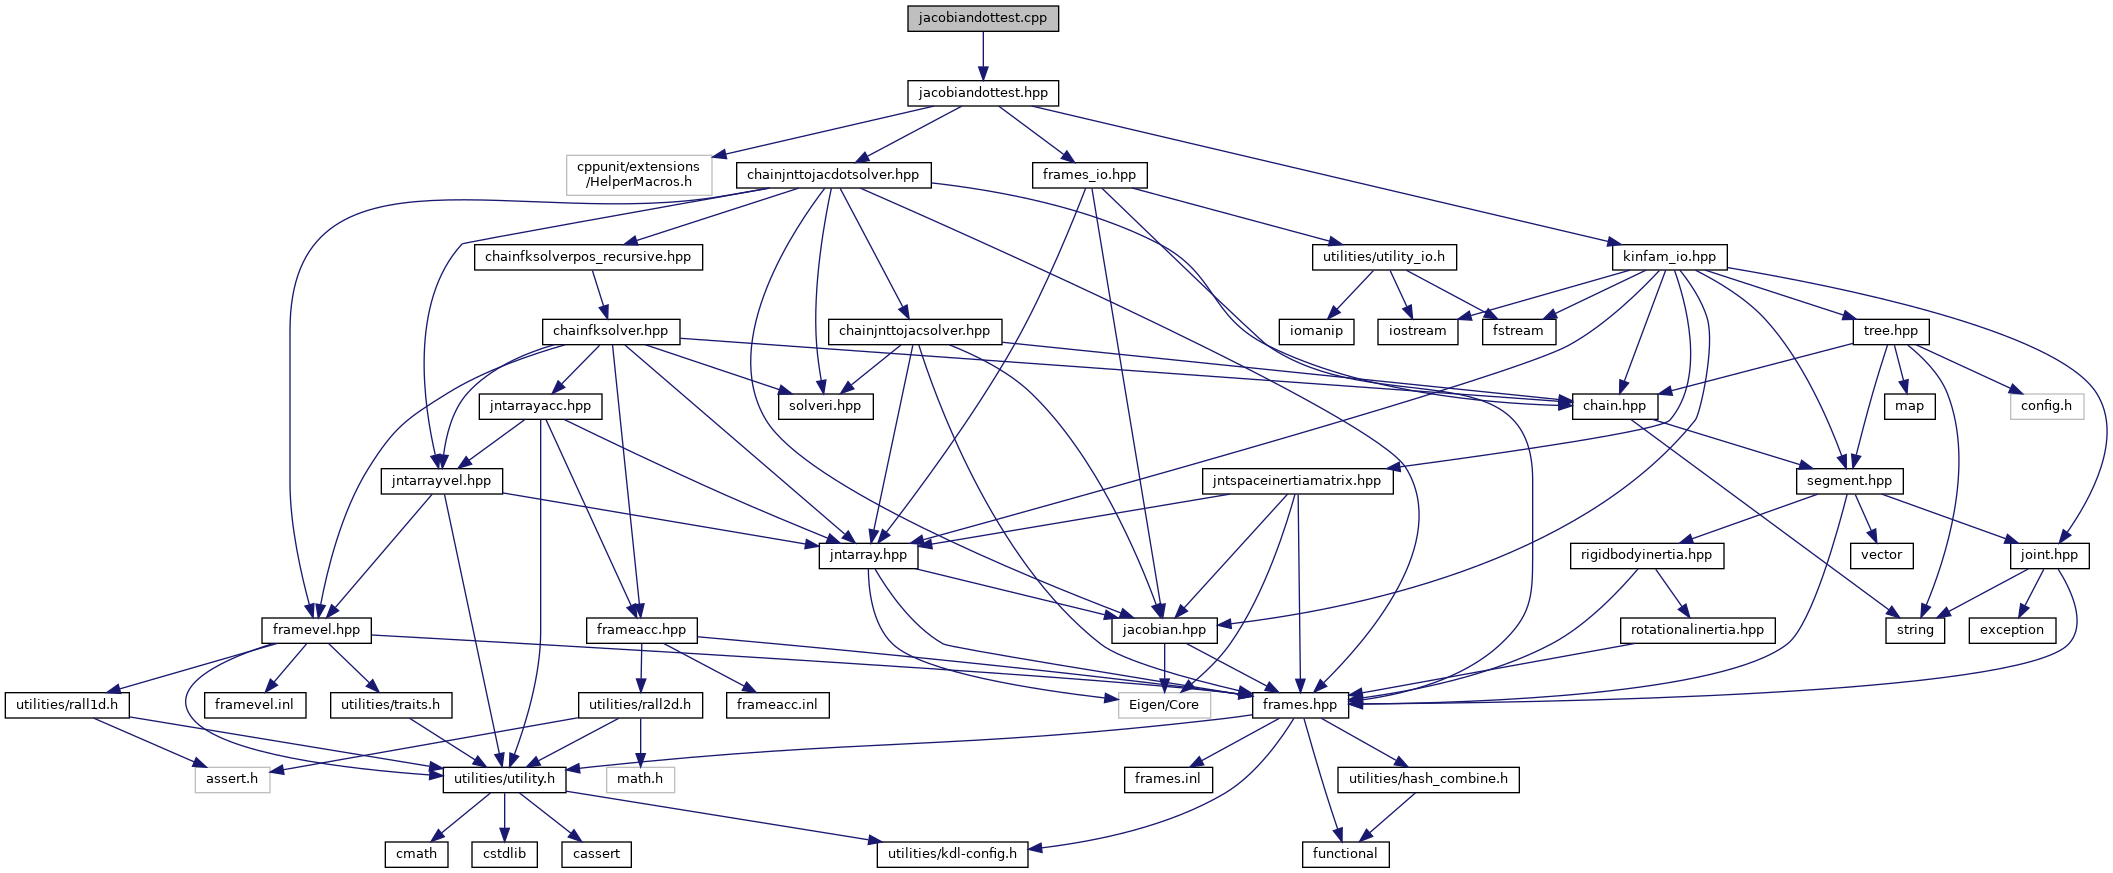 jacobiandottest.cpp
jacobiandottest.hpp
cppunit/extensions
/HelperMacros.h
chainjnttojacdotsolver.hpp
frames_io.hpp
chainfksolverpos_recursive.hpp
utilities/utility_io.h
kinfam_io.hpp
chainfksolver.hpp
chainjnttojacsolver.hpp
iomanip
iostream
fstream
tree.hpp
jntarrayacc.hpp
solveri.hpp
chain.hpp
map
config.h
jntarrayvel.hpp
jntspaceinertiamatrix.hpp
segment.hpp
jntarray.hpp
rigidbodyinertia.hpp
vector
joint.hpp
framevel.hpp
frameacc.hpp
jacobian.hpp
rotationalinertia.hpp
string
exception
utilities/rall1d.h
framevel.inl
utilities/traits.h
utilities/rall2d.h
frameacc.inl
Eigen/Core
frames.hpp
assert.h
utilities/utility.h
math.h
frames.inl
utilities/hash_combine.h
cmath
cstdlib
cassert
utilities/kdl-config.h
functional